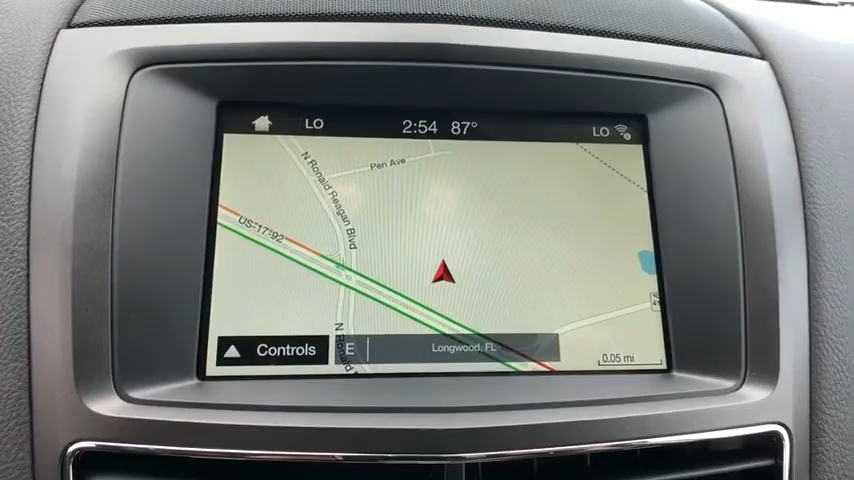 LO
2:54 87°
LO
Pen Ave
N Ronald Reagan Blvd
US-17-92
N Ronald
Controls
E
Longwood, FL
0.05 mi